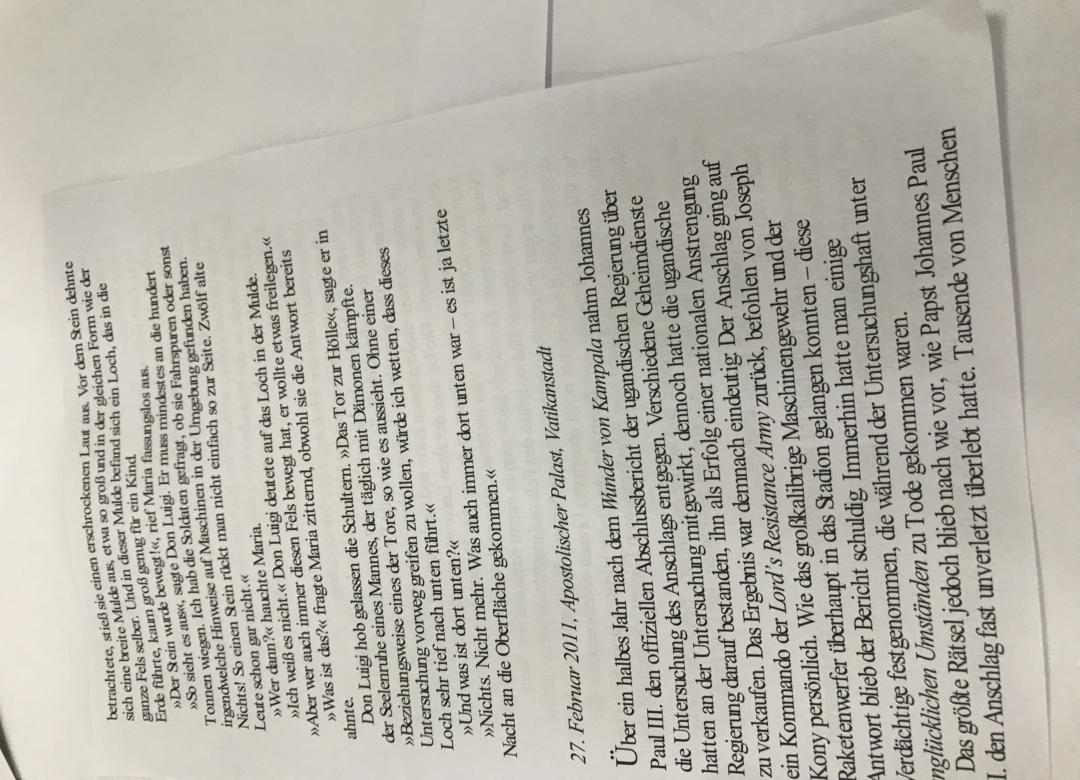 betrachtete, stieß sie einen erschrockenen Laut aus. Vor dem Stein dehnte
sich eine breite Mulde aus, etwa so groß und in der gleichen Form wie der
ganze Fels selber. Und in dieser Mulde befand sich ein Loch, das in die
Erde führte, kaum groß genug für ein Kind.
»Der Stein wurde bewegt!«, rief Maria fassungslos aus.
»So sieht es aus«, sagte Don Luigi. Er muss mindestes an die hundert
Tonnen wiegen. Ich hab die Soldaten gefragt, ob sie Fahrspuren oder sonst
irgendwelche Hinweise auf Maschinen in der Umgebung gefunden haben.
Nichts! So einen Stein rückt man nicht einfach so zur Seite. Zwölf alte
Leute schon gar nicht.«
»Wer dann?« hauchte Maria.
»Ich weiß es nicht.« Don Luigi deutete auf das Loch in der Mulde.
»Aber wer auch immer diesen Fels bewegt hat, er wollte etwas freilegen.«
»Was ist das?« fragte Maria zitternd, obwohl sie die Antwort bereits
ahnte.
Don Luigi hob gelassen die Schultern. »Das Tor zur Hölle«, sagte er in
der Seelenruhe eines Mannes, der täglich mit Dämonen kämpfte.
»Beziehungsweise eines der Tore, so wie es aussieht. Ohne einer
Untersuchung vorweg greifen zu wollen, würde ich wetten, dass dieses
Loch sehr tief nach unten führt.«
»Und was ist dort unten?«
»Nichts. Nicht mehr. Was auch immer dort unten war – es ist ja letzte
Nacht an die Oberfläche gekommen.«
27. Februar 2011, Apostolischer Palast, Vatikanstadt
Über ein halbes Jahr nach dem Wunder von Kampala nahm Johannes
Paul III. den offiziellen Abschlussbericht der ugandischen Regierung über
die Untersuchung des Anschlags entgegen. Verschiedene Geheimdienste
hatten an der Untersuchung mitgewirkt, dennoch hatte die ugandische
Regierung darauf bestanden, ihn als Erfolg einer nationalen Anstrengung
zu verkaufen. Das Ergebnis war demnach eindeutig: Der Anschlag ging auf
ein Kommando der Lord's Resistance Army zurück, befohlen von Joseph
Kony persönlich. Wie das großkalibrige Maschinengewehr und der
Raketenwerfer überhaupt in das Stadion gelangen konnten – diese
Antwort blieb der Bericht schuldig. Immerhin hatte man einige
erdächtige festgenommen, die während der Untersuchungshaft unter
nglücklichen Umständen zu Tode gekommen waren.
Das größte Rätsel jedoch blieb nach wie vor, wie Papst Johannes Paul
. den Anschlag fast unverletzt überlebt hatte. Tausende von Menschen